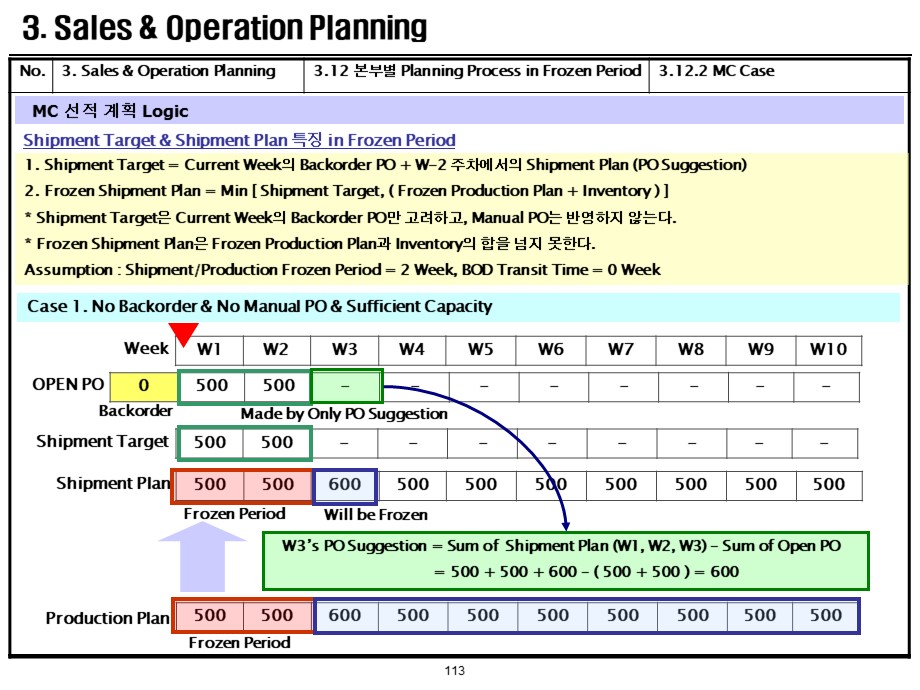 3. Sales & Operation Planning
No. 3. Sales & Operation Planning 3.12 본부별 Planning Process in Frozen Period 3.12.2 MC Case
MC 선적 계획 Logic
Shipment Target & Shipment Plan 특징 in Frozen Period
1. Shipment Target = Current Week의 Backorder PO + W-2 주차에서의 Shipment Plan (PO Suggestion)
2. Frozen Shipment Plan = Min [ Shipment Target, ( Frozen Production Plan + Inventory ) ]
* Shipment Target은 Current Week의 Backorder PO만 고려하고, Manual PO는 반영하지 않는다.
* Frozen Shipment Plan은 Frozen Production Plan과 Inventory의 합을 넘지 못한다.
Assumption : Shipment/Production Frozen Period = 2 Week, BOD Transit Time = 0 Week
Case 1. No Backorder & No Manual PO & Sufficient Capacity
Week W1 W2 W3 W4 W5 W6 W7 W8 W9 W10
OPEN PO 0 500 500 - - - - - - - -
Backorder Made by Only PO Suggestion
Shipment Target 500 500 - - - - - - - -
Shipment Plan 500 500 600 500 500 500 500 500 500 500
Frozen Period Will be Frozen
W3's PO Suggestion = Sum of Shipment Plan (W1, W2, W3) - Sum of Open PO
= 500 + 500 + 600 - ( 500 + 500 ) = 600
Production Plan 500 500 600 500 500 500 500 500 500 500
Frozen Period
113